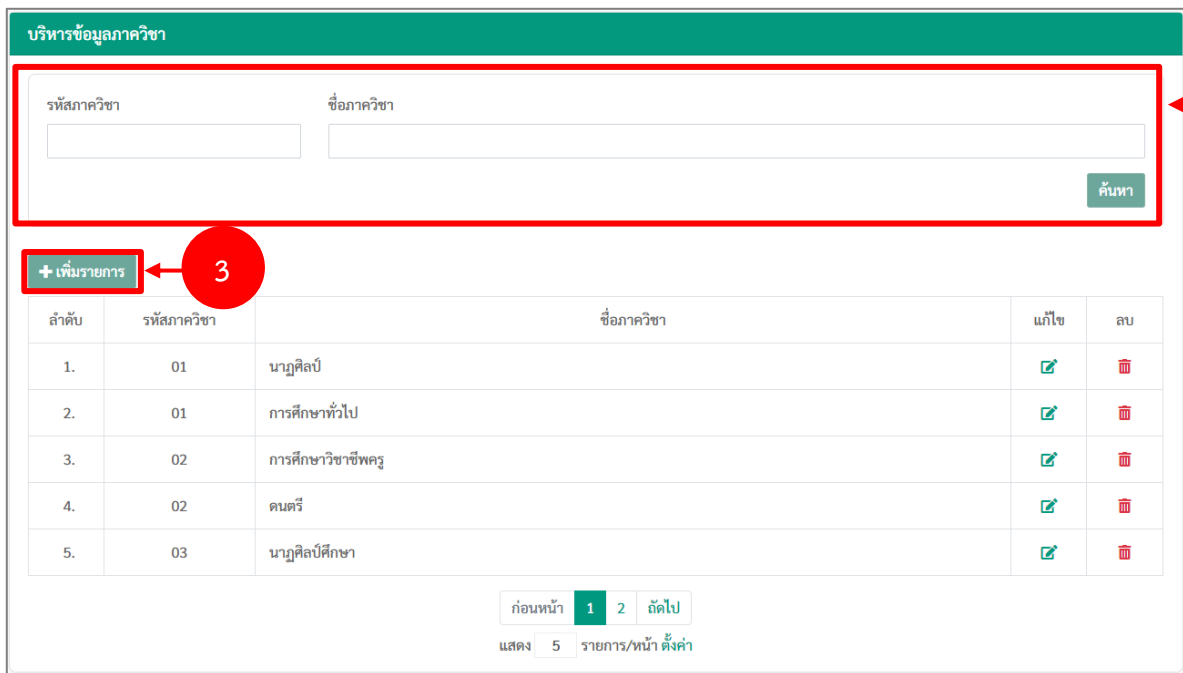 บริหารข้อมูลภาควิชา
รหัสภาควิชา ชื่อภาควิชา
ค้นหา
เพิ่มรายการ 3
ลำดับ รหัสภาควิชา ชื่อภาควิชา แก้ไข ลบ
1. 01 นาฏศิลป์
2. 01 การศึกษาทั่วไป
3. 02 การศึกษาวิชาชีพครู
4. 02 ดนตรี
5. 03 นาฏศิลป์ศึกษา
ก่อนหน้า 1 2 ถัดไป
แสดง 5 รายการ/หน้า ตั้งค่า